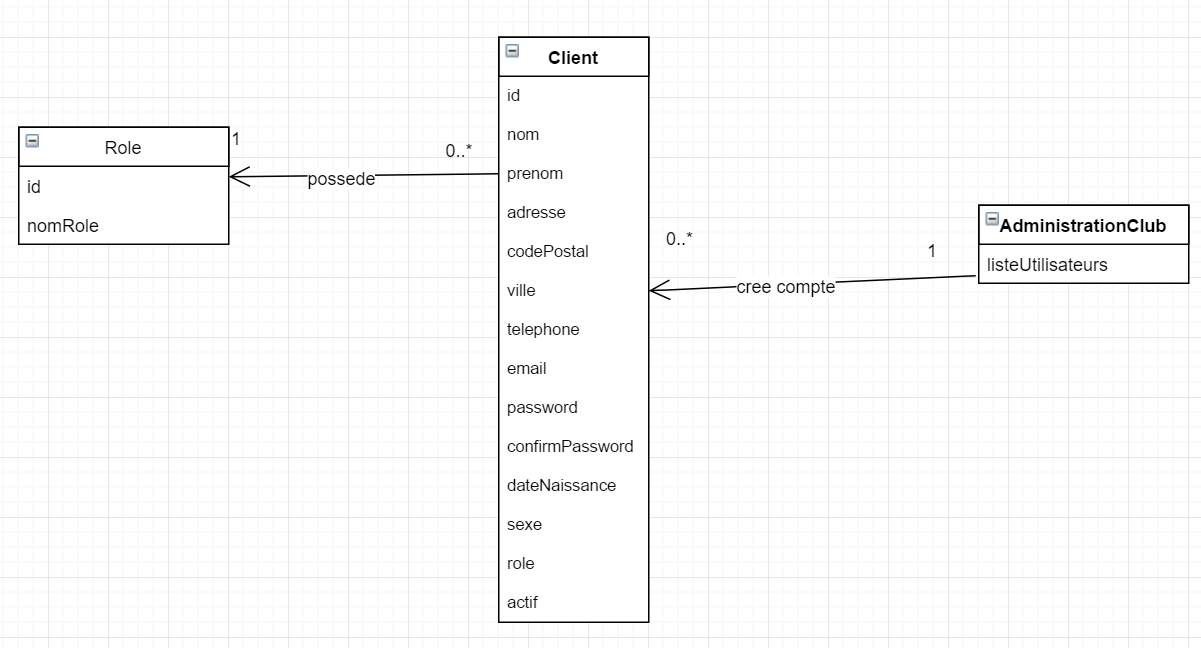 Role
id
nomRole
1
possede
0..*
Client
id
nom
prenom
adresse
codePostal
ville
telephone
email
password
confirmPassword
dateNaissance
sexe
role
actif
0..*
cree compte
1
AdministrationClub
listeUtilisateurs